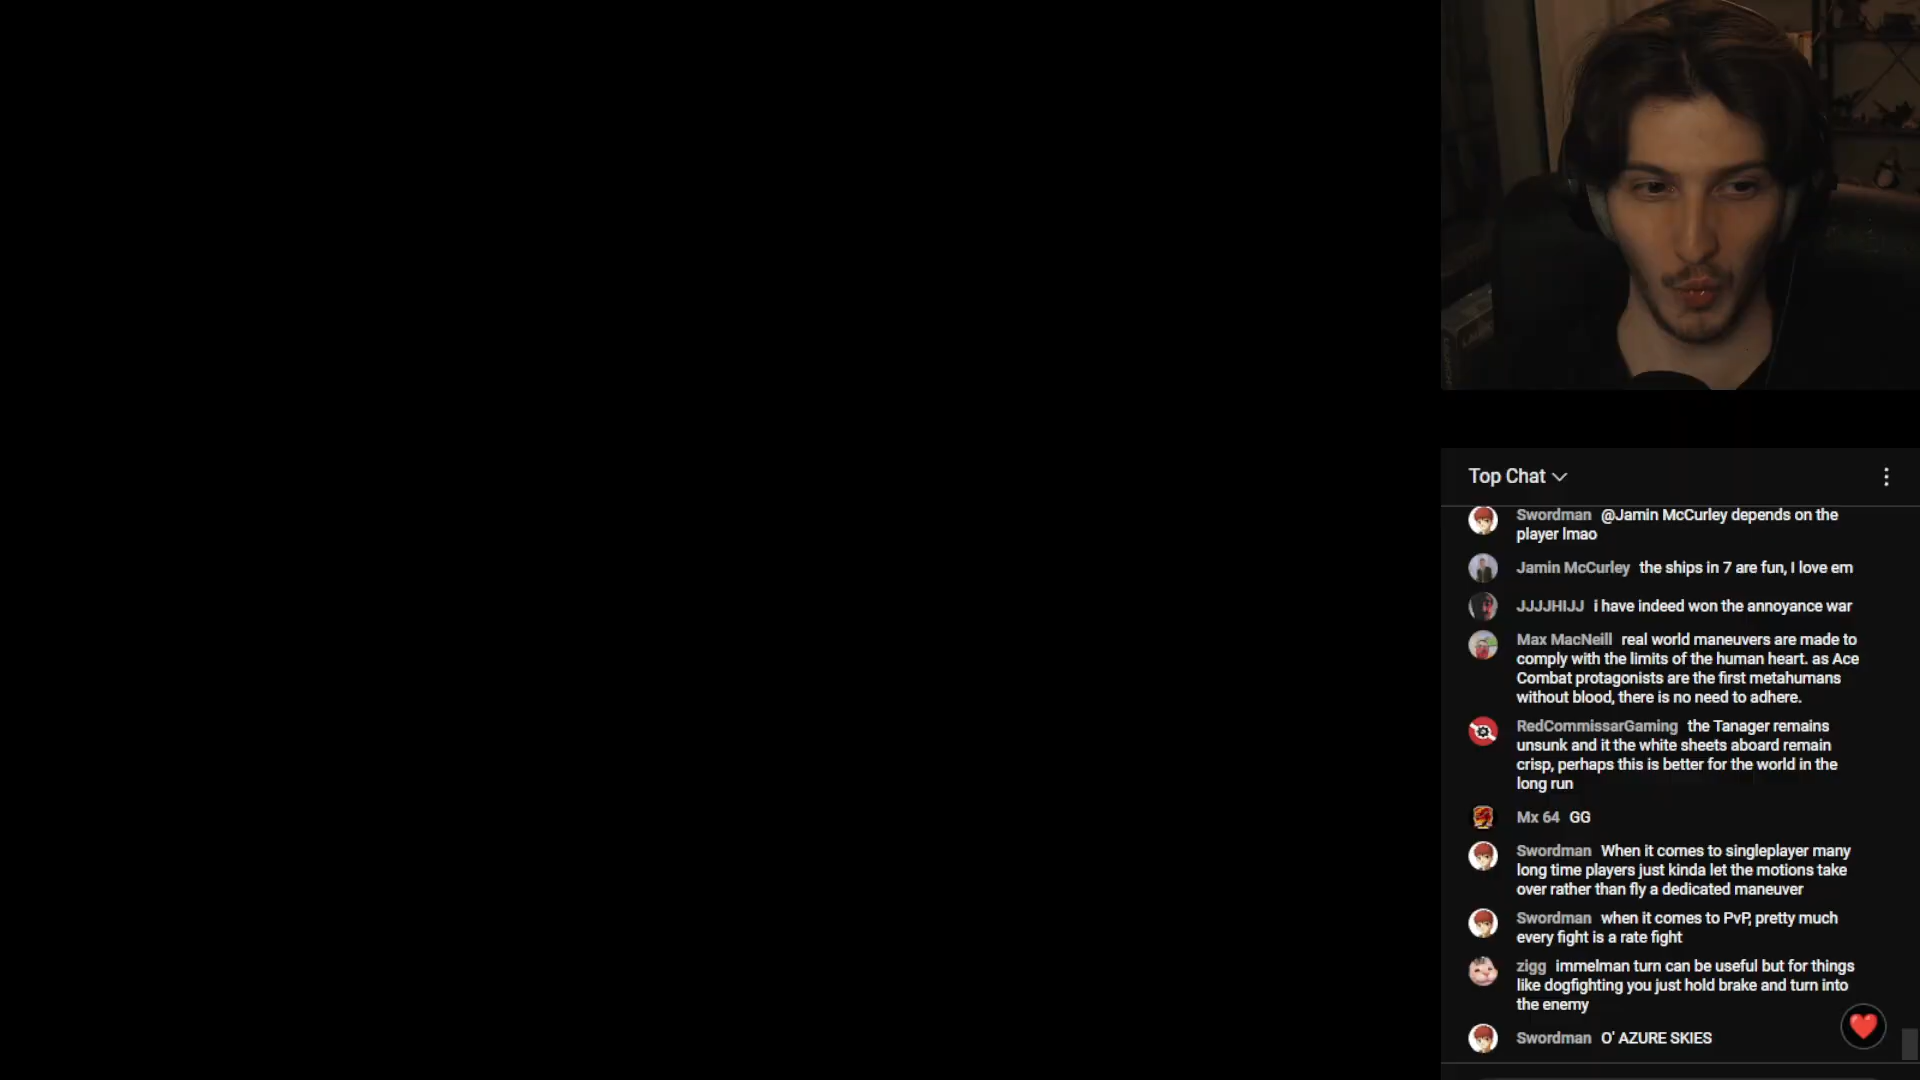 Top Chat
Swordman @Jamin McCurley depends on the
player lmao
Jamin McCurley the ships in 7 are fun, I love em
JJJJHIJJ i have indeed won the annoyance war
Max MacNeill real world maneuvers are made to
comply with the limits of the human heart. as Ace
Combat protagonists are the first metahumans
without blood, there is no need to adhere.
RedCommissarGaming the Tanager remains
unsunk and it the white sheets aboard remain
crisp, perhaps this is better for the world in the
long run
Mx 64 GG
Swordman When it comes to singleplayer many
long time players just kinda let the motions take
over rather than fly a dedicated maneuver
Swordman when it comes to PvP, pretty much
every fight is a rate fight
zigg immelman turn can be useful but for things
like dogfighting you just hold brake and turn into
the enemy
Swordman O' AZURE SKIES